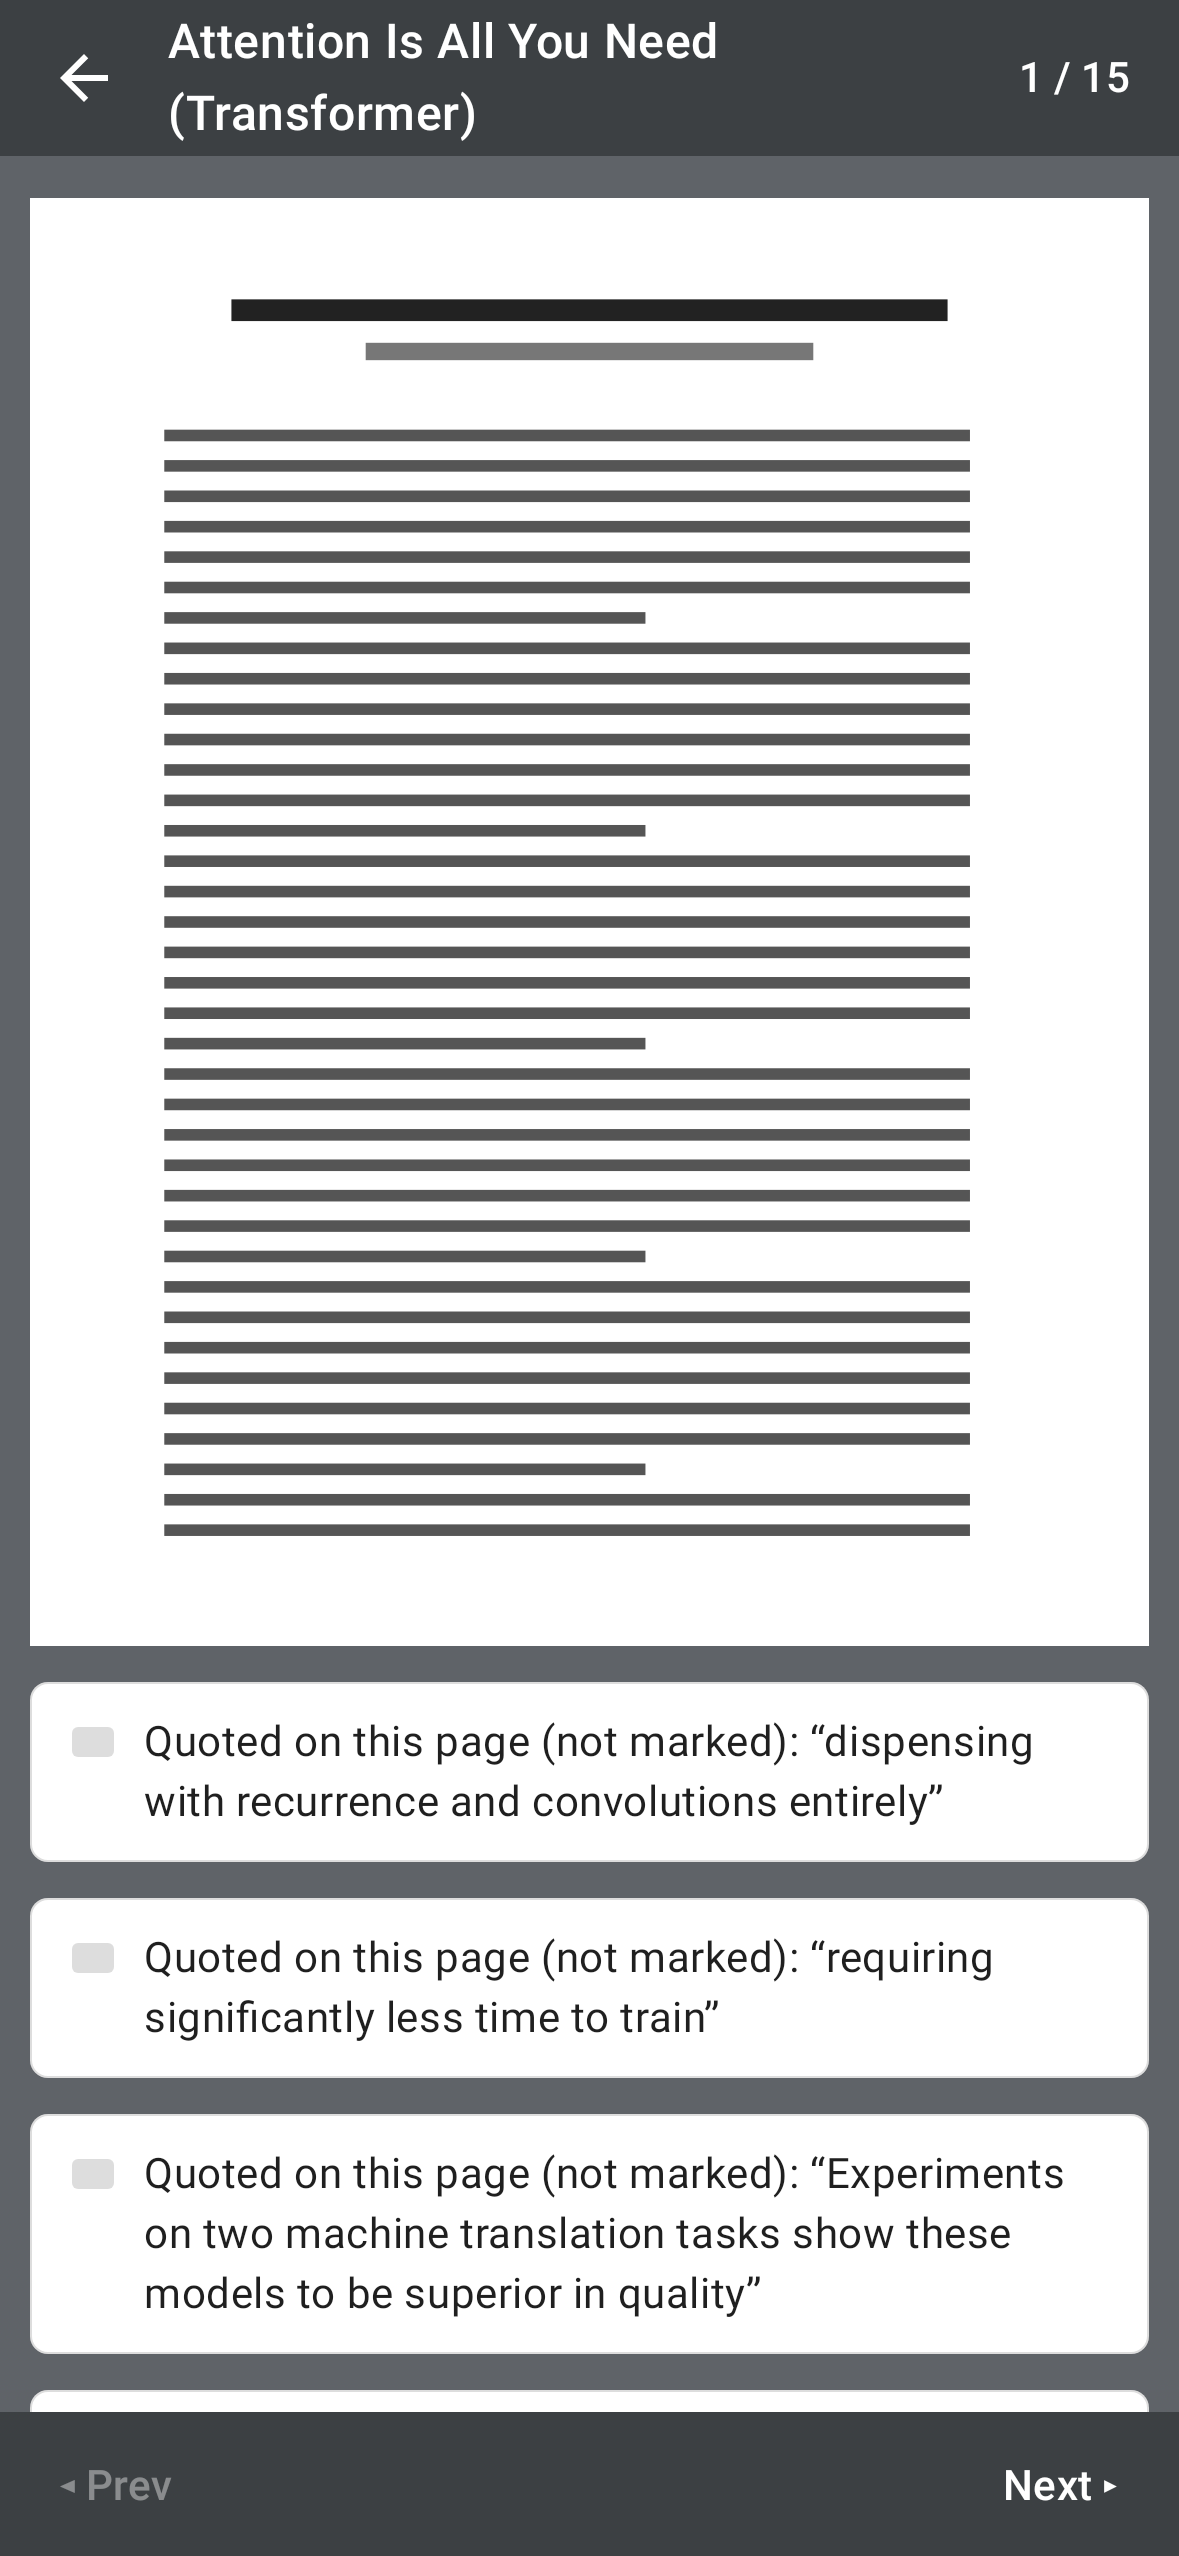 Attention Is All You Need
(Transformer)
1 / 15
Quoted on this page (not marked): “dispensing
with recurrence and convolutions entirely”
Quoted on this page (not marked): “requiring
significantly less time to train”
Quoted on this page (not marked): “Experiments
on two machine translation tasks show these
models to be superior in quality”
◂ Prev
Next ▸